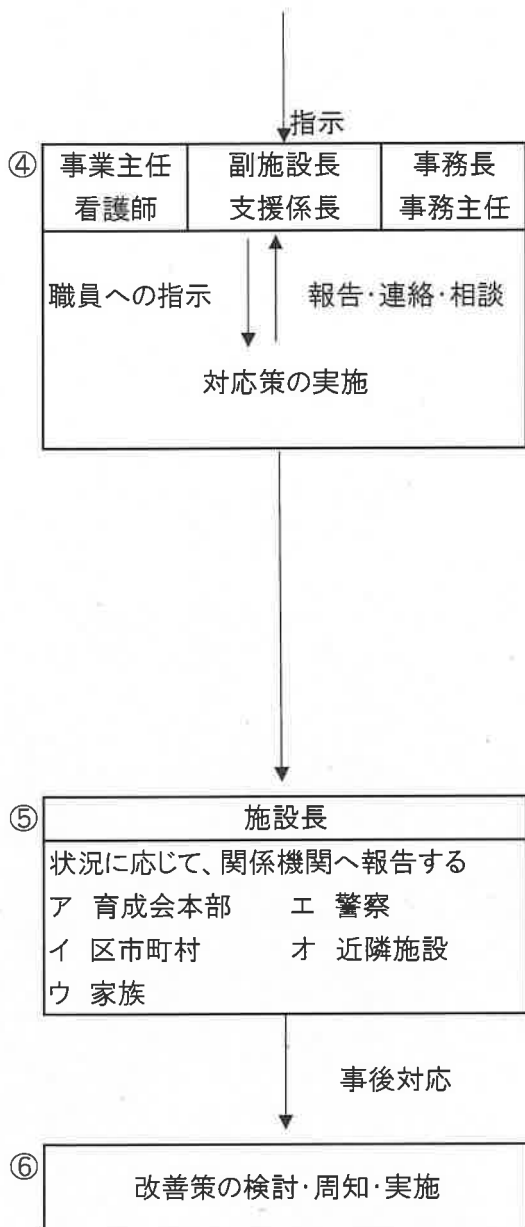 指示
④
事業主任 副施設長 事務長
看護師 支援係長 事務主任
職員への指示 報告・連絡・相談
対応策の実施
⑤
施設長
状況に応じて、関係機関へ報告する
ア 育成会本部 エ 警察
イ 区市町村 オ 近隣施設
ウ 家族
事後対応
⑥
改善策の検討・周知・実施